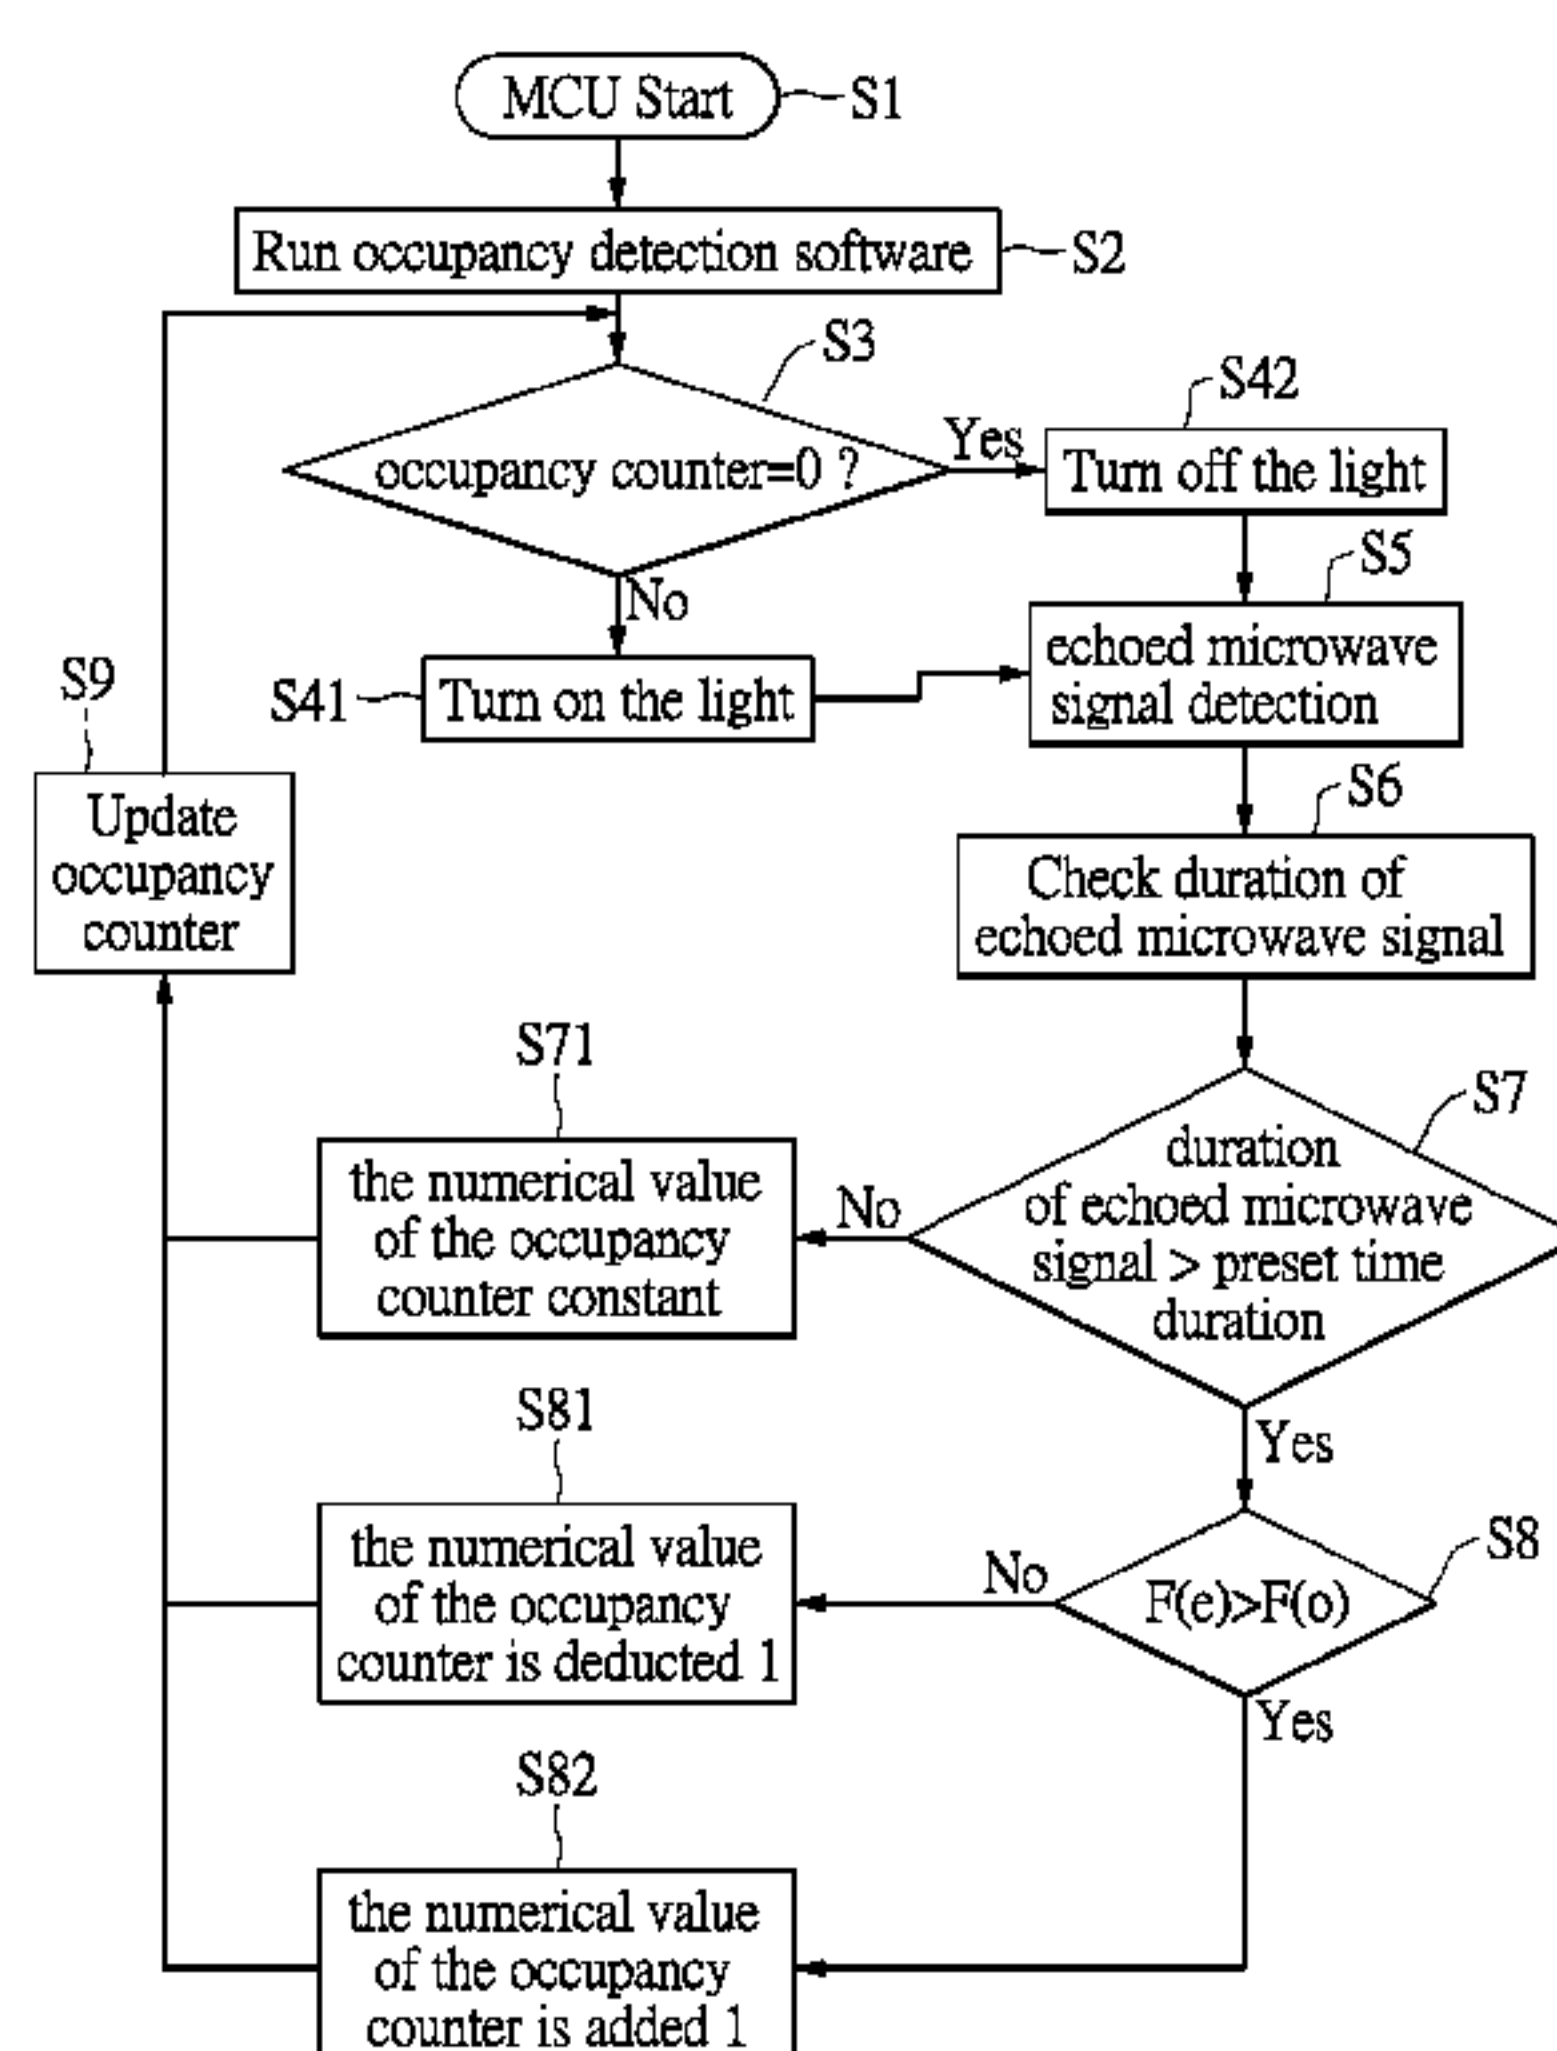 MCU Start
S1
Run occupancy detection software
S2
S3
occupancy counter=0 ?
Yes
S42
Turn off the light
No
S5
echoed microwave
signal detection
S41
Turn on the light
S9
Update
occupancy
counter
S6
Check duration of
echoed microwave signal
S71
the numerical value
of the occupancy
counter constant
No
S7
duration
of echoed microwave
signal > preset time
duration
Yes
S81
the numerical value
of the occupancy
counter is deducted 1
No
S8
F(e)>F(o)
Yes
S82
the numerical value
of the occupancy
counter is added 1